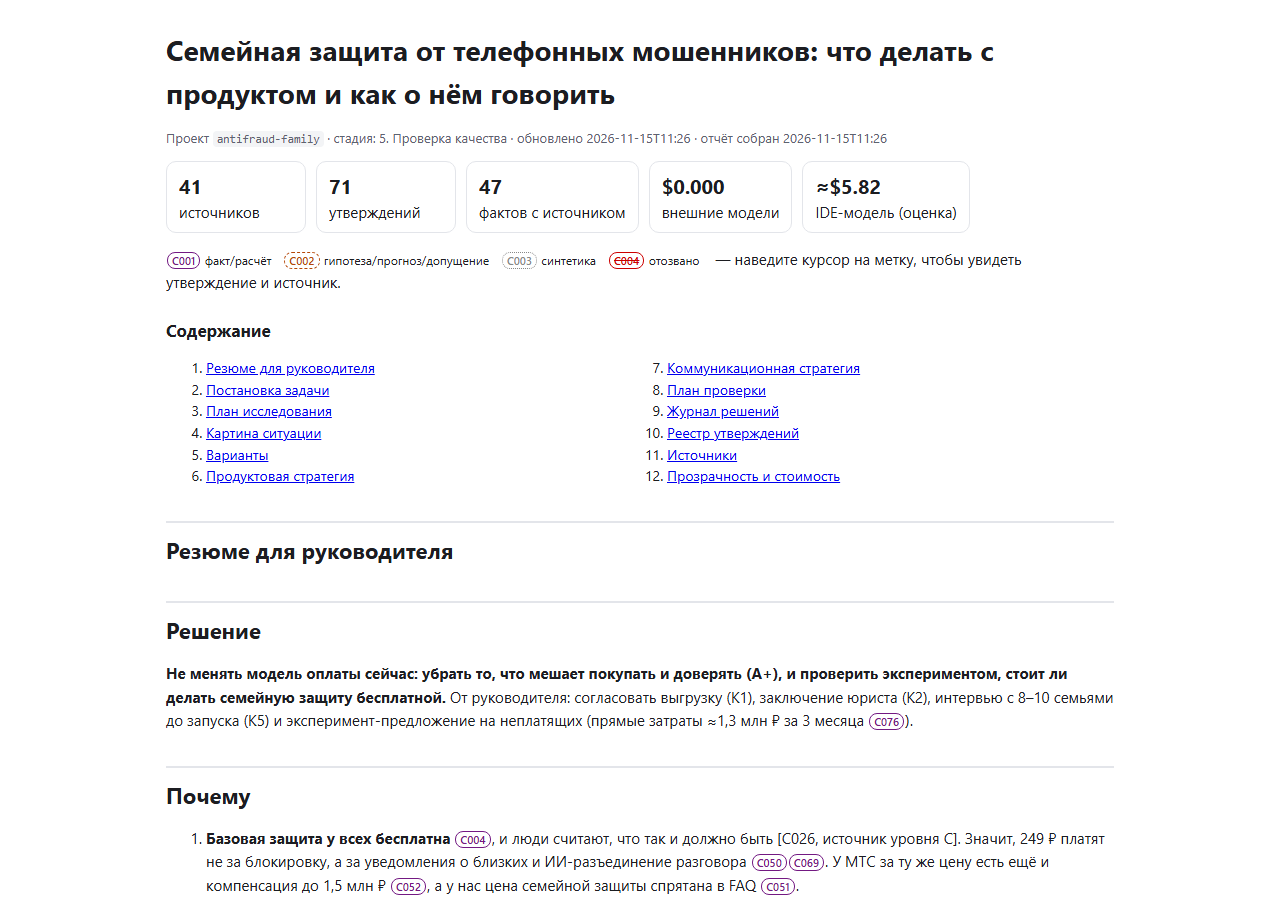 Семейная защита от телефонных мошенников: что делать с
продуктом и как о нём говорить
Проект antifraud-family · стадия: 5. Проверка качества · обновлено 2026-11-15T11:26 · отчёт собран 2026-11-15T11:26
41
источников
71
утверждений
47
фактов с источником
$0.000
внешние модели
≈$5.82
IDE-модель (оценка)
C001 факт/расчёт C002 гипотеза/прогноз/допущение C003 синтетика C004 отозвано — наведите курсор на метку, чтобы увидеть
утверждение и источник.
Содержание
1. Резюме для руководителя
2. Постановка задачи
3. План исследования
4. Картина ситуации
5. Варианты
6. Продуктовая стратегия
7. Коммуникационная стратегия
8. План проверки
9. Журнал решений
10. Реестр утверждений
11. Источники
12. Прозрачность и стоимость
Резюме для руководителя
Решение
Не менять модель оплаты сейчас: убрать то, что мешает покупать и доверять (А+), и проверить экспериментом, стоит ли
делать семейную защиту бесплатной. От руководителя: согласовать выгрузку (К1), заключение юриста (К2), интервью с 8–10 семьями
до запуска (К5) и эксперимент-предложение на неплатящих (прямые затраты ≈1,3 млн ₽ за 3 месяца C076).
Почему
1. Базовая защита у всех бесплатна C004, и люди считают, что так и должно быть [C026, источник уровня C]. Значит, 249 ₽ платят
не за блокировку, а за уведомления о близких и ИИ-разъединение разговора C050 C069. У МТС за ту же цену есть ещё и
компенсация до 1,5 млн ₽ C052, а у нас цена семейной защиты спрятана в FAQ C051.